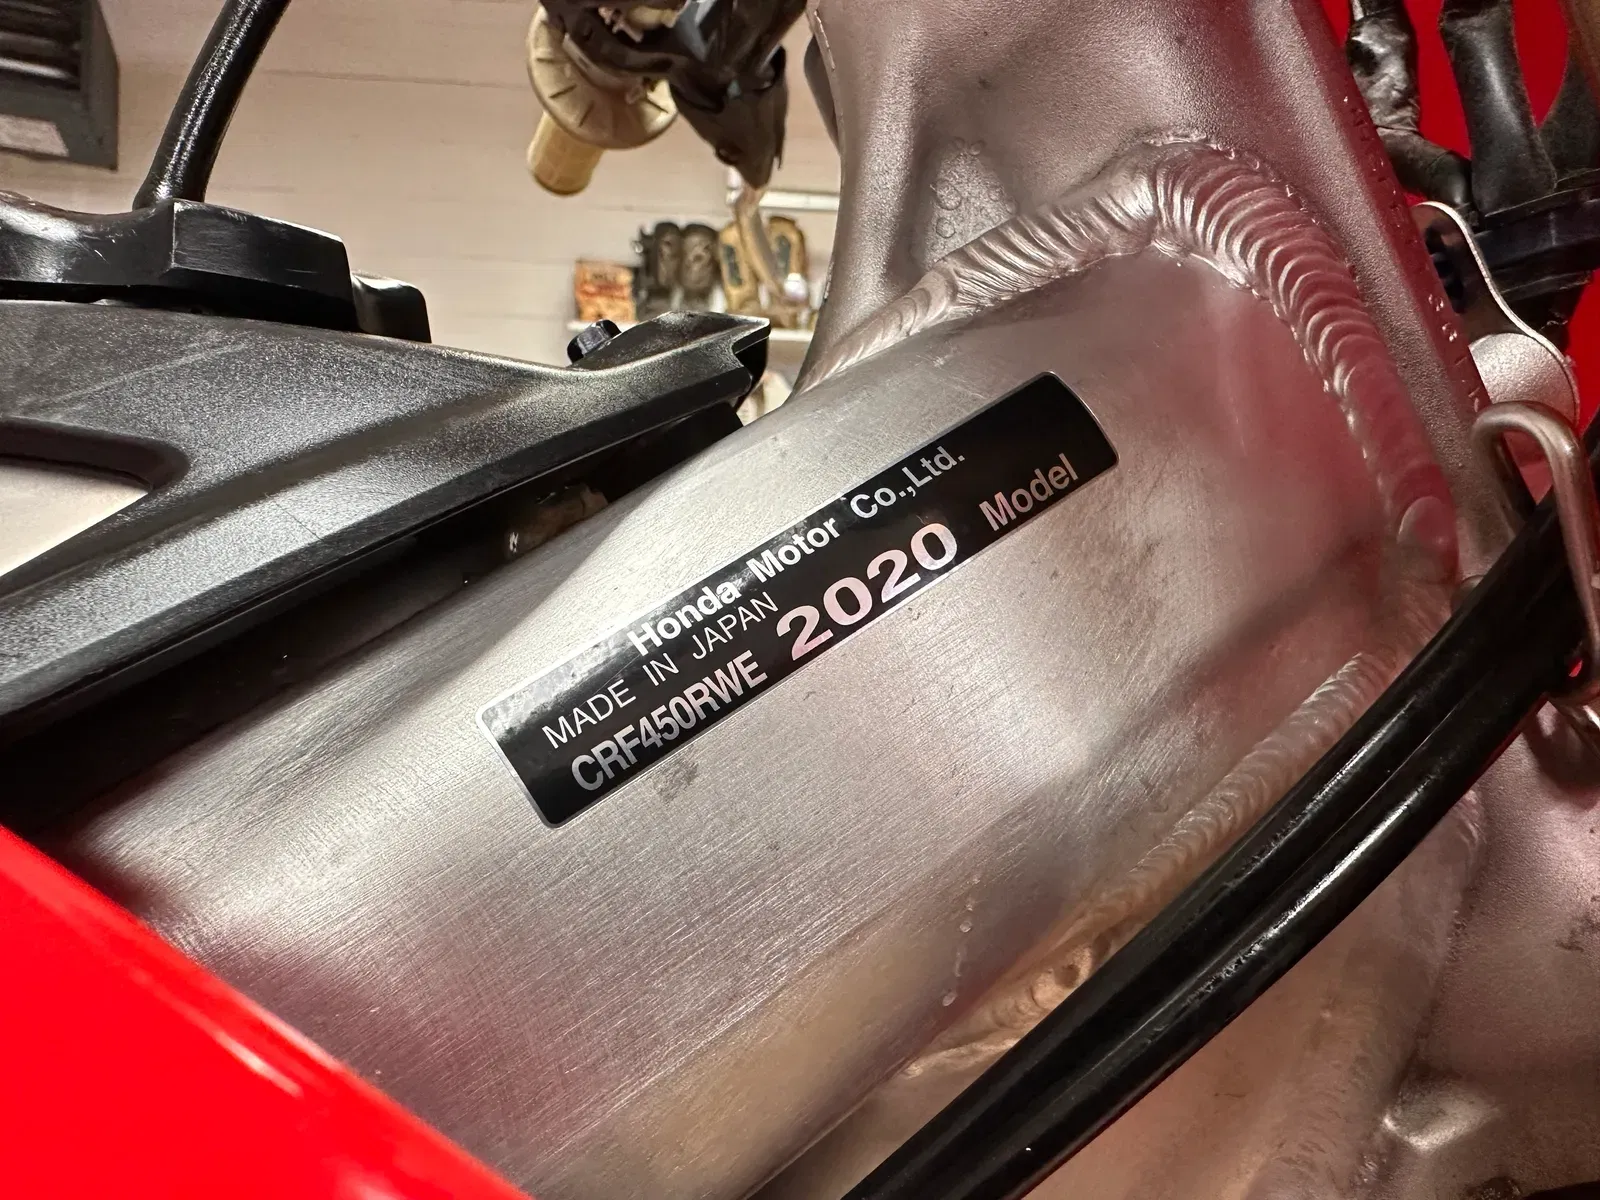 Honda Motor Co.,Ltd.
MADE IN JAPAN
CRF450RWE 2020 Model